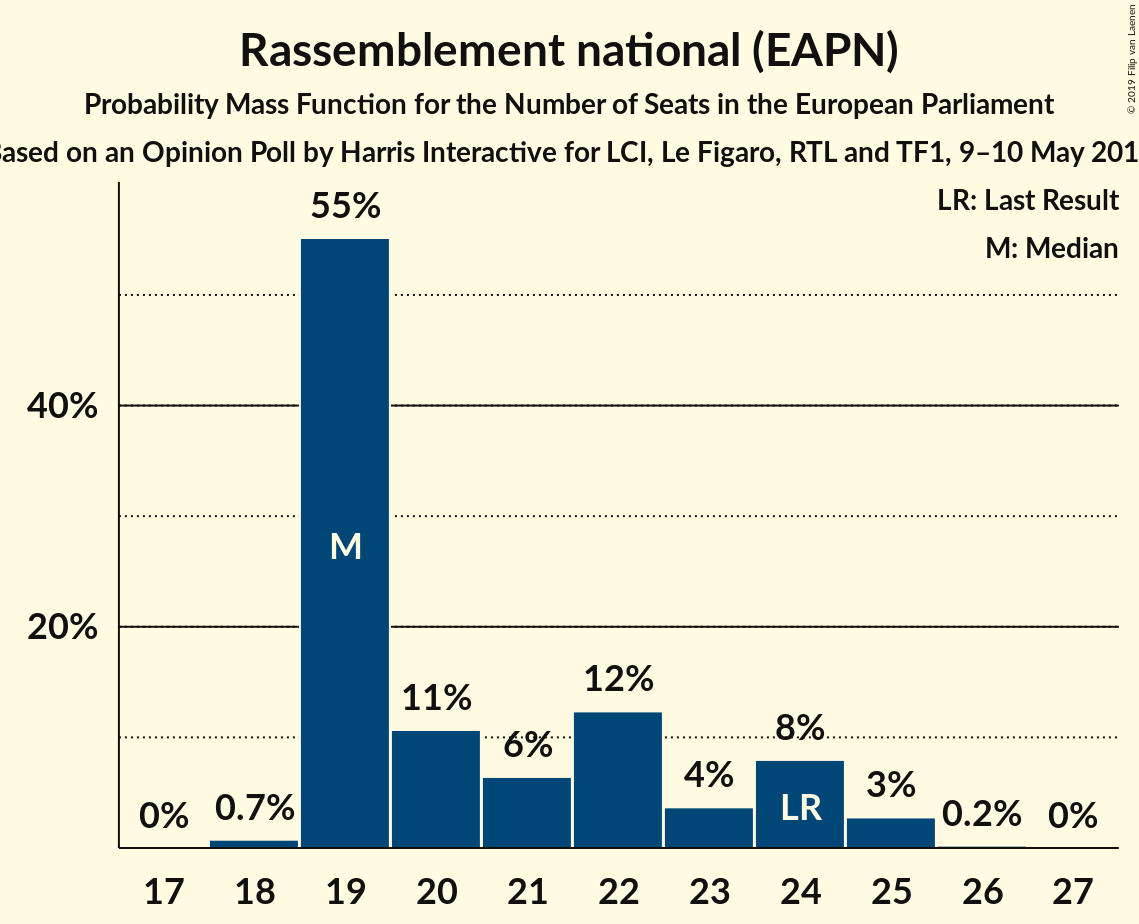 Rassemblement national (EAPN)
Probability Mass Function for the Number of Seats in the European Parliament
Based on an Opinion Poll by Harris Interactive for LCI, Le Figaro, RTL and TF1, 9–10 May 201
© 2019 Filip van Laenen
LR: Last Result
M: Median
55%
40%
M
20%
12%
11%
8%
6%
4%
3%
0% 0.7% LR 0.2% 0%
17 18 19 20 21 22 23 24 25 26 27